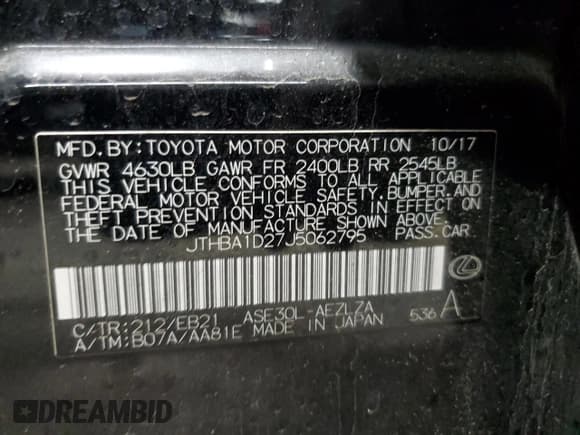 MFD.BY:TOYOTA MOTOR CORPORATION 10/17
GVWR 4630LB GAWR FR 2400LB RR 2545LB
THIS VEHICLE CONFORMS TO ALL APPLICABLE
FEDERAL MOTOR VEHICLE SAFETY,BUMPER,AND
THEFT PREVENTION STANDARDS IN EFFECT ON
THE DATE OF MANUFACTURE SHOWN ABOVE.
JTHBA1D27J5062795 PASS.CAR
C/TR:212/EB21 ASE30L-AEZLZA 536A
A/TM:B07A/AA81E MADE IN JAPAN
DREAMBID